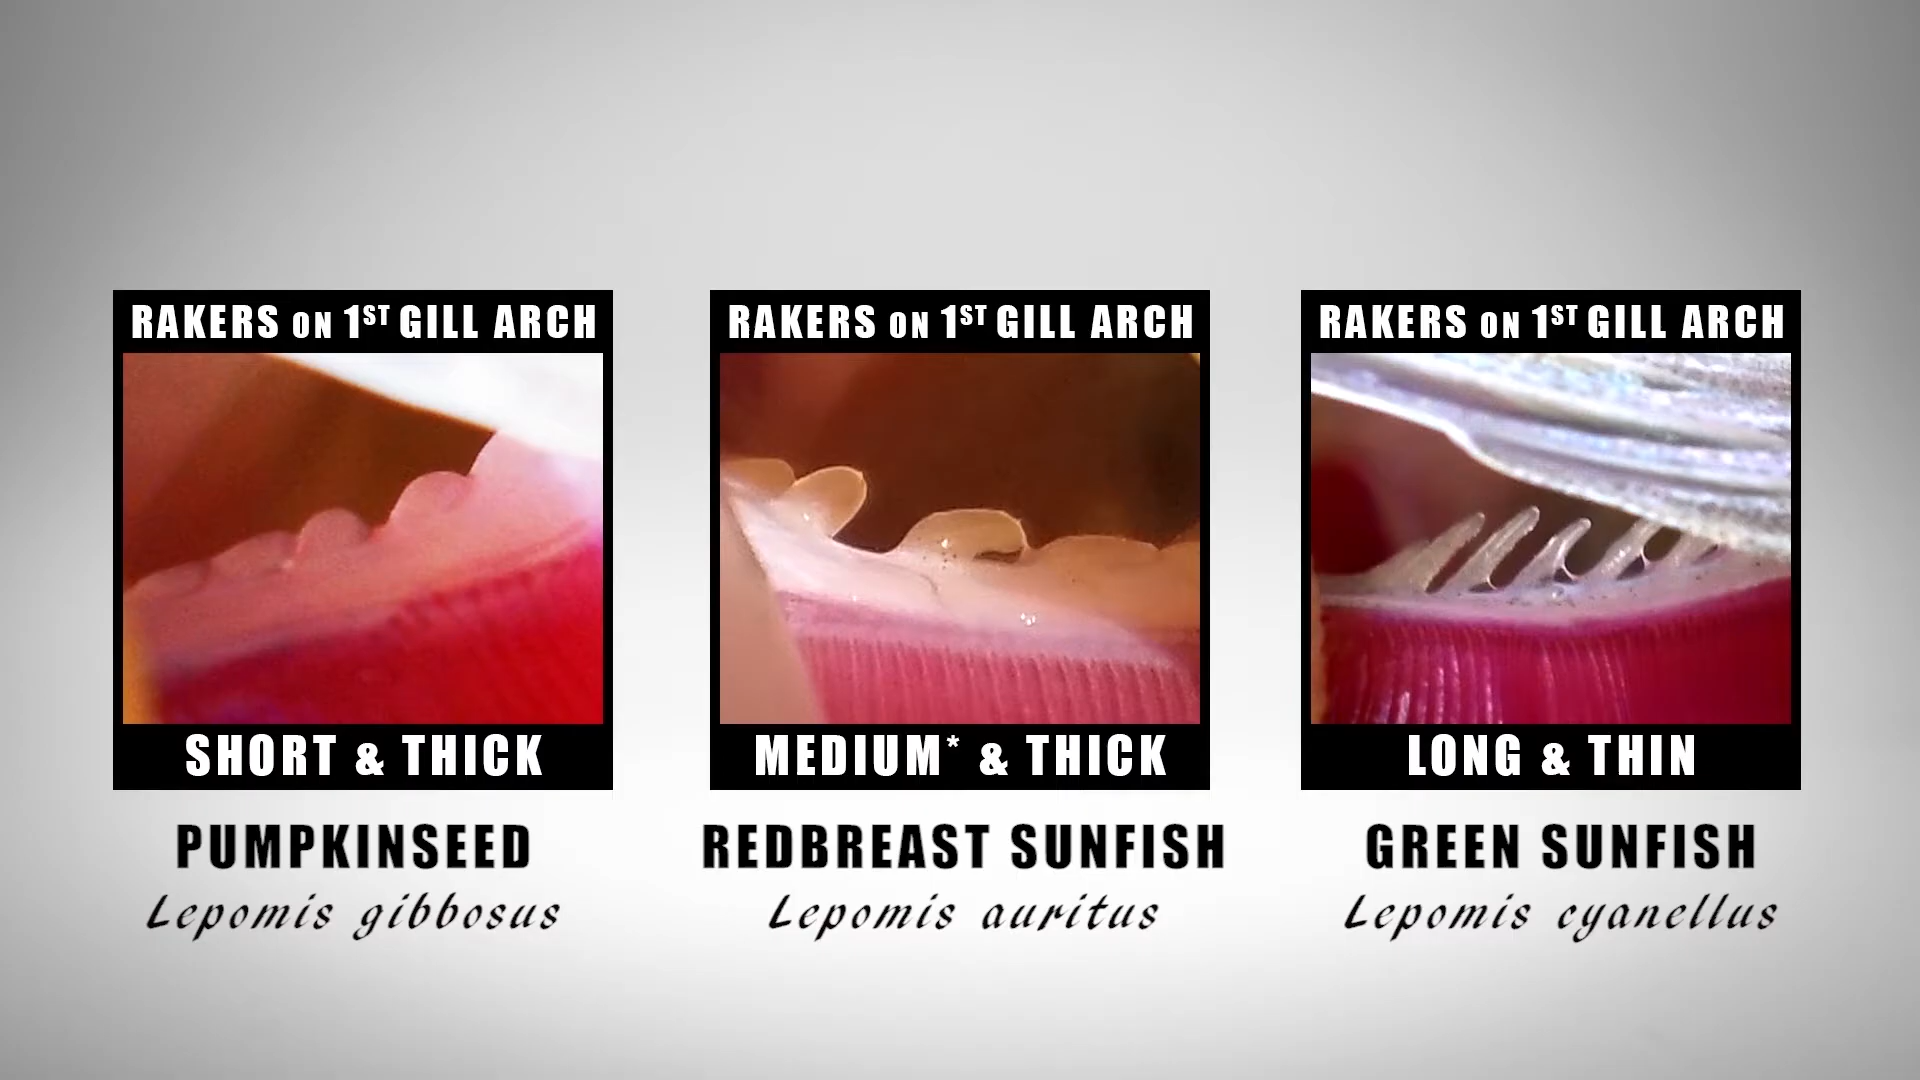 RAKERS ON 1ST GILL ARCH
SHORT & THICK
PUMPKINSEED
Lepomis gibbosus
RAKERS ON 1ST GILL ARCH
MEDIUM* & THICK
REDBREAST SUNFISH
Lepomis auritus
RAKERS ON 1ST GILL ARCH
LONG & THIN
GREEN SUNFISH
Lepomis cyanellus